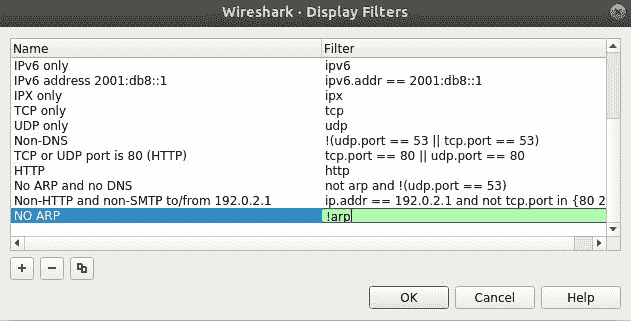 Wireshark · Display Filters
Name Filter
IPv6 only ipv6
IPv6 address 2001:db8::1 ipv6.addr == 2001:db8::1
IPX only ipx
TCP only tcp
UDP only udp
Non-DNS !(udp.port == 53 || tcp.port == 53)
TCP or UDP port is 80 (HTTP) tcp.port == 80 || udp.port == 80
HTTP http
No ARP and no DNS not arp and !(udp.port == 53)
Non-HTTP and non-SMTP to/from 192.0.2.1 ip.addr == 192.0.2.1 and not tcp.port in {80 2
NO ARP !arp
OK Cancel Help